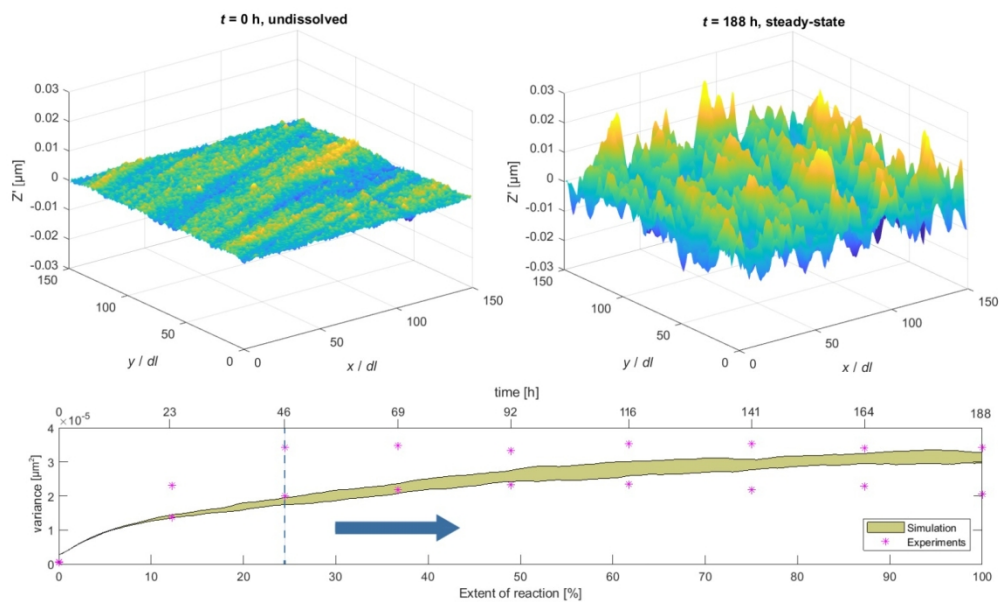 t = 0 h, undissolved
0.03
0.02
0.01
0
-0.01
-0.02
-0.03
Z' [µm]
150
100
50
0
y / dl
0
50
100
150
x / dl
t = 188 h, steady-state
0.03
0.02
0.01
0
-0.01
-0.02
-0.03
Z' [µm]
150
100
50
0
y / dl
0
50
100
150
x / dl
time [h]
0 23 46 69 92 116 141 164 188
×10⁻⁵
4
3
2
1
0
variance [µm²]
Simulation
Experiments
0 10 20 30 40 50 60 70 80 90 100
Extent of reaction [%]